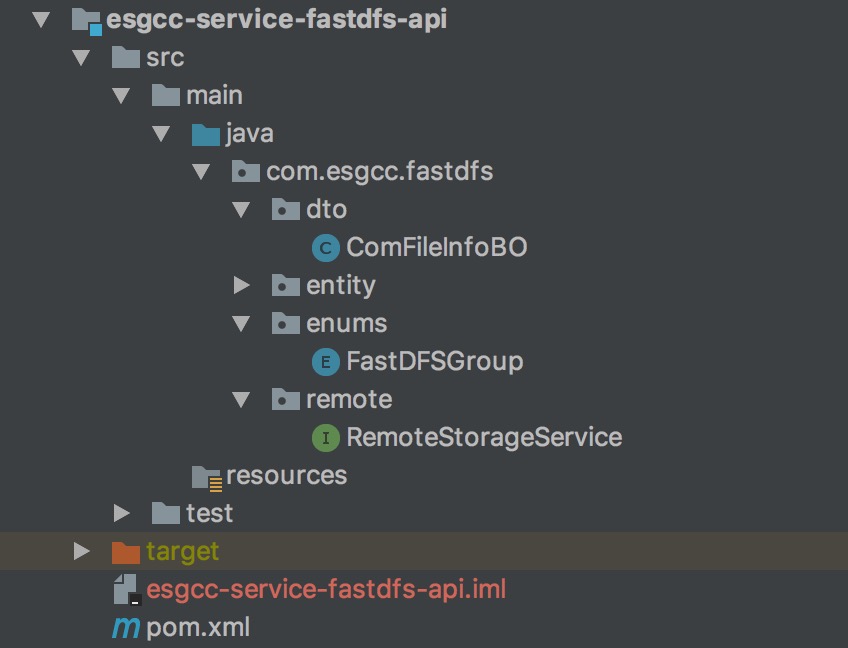 esgcc-service-fastdfs-api
src
main
java
com.esgcc.fastdfs
dto
C ComFileInfoBO
entity
enums
E FastDFSGroup
remote
I RemoteStorageService
resources
test
target
esgcc-service-fastdfs-api.iml
m pom.xml